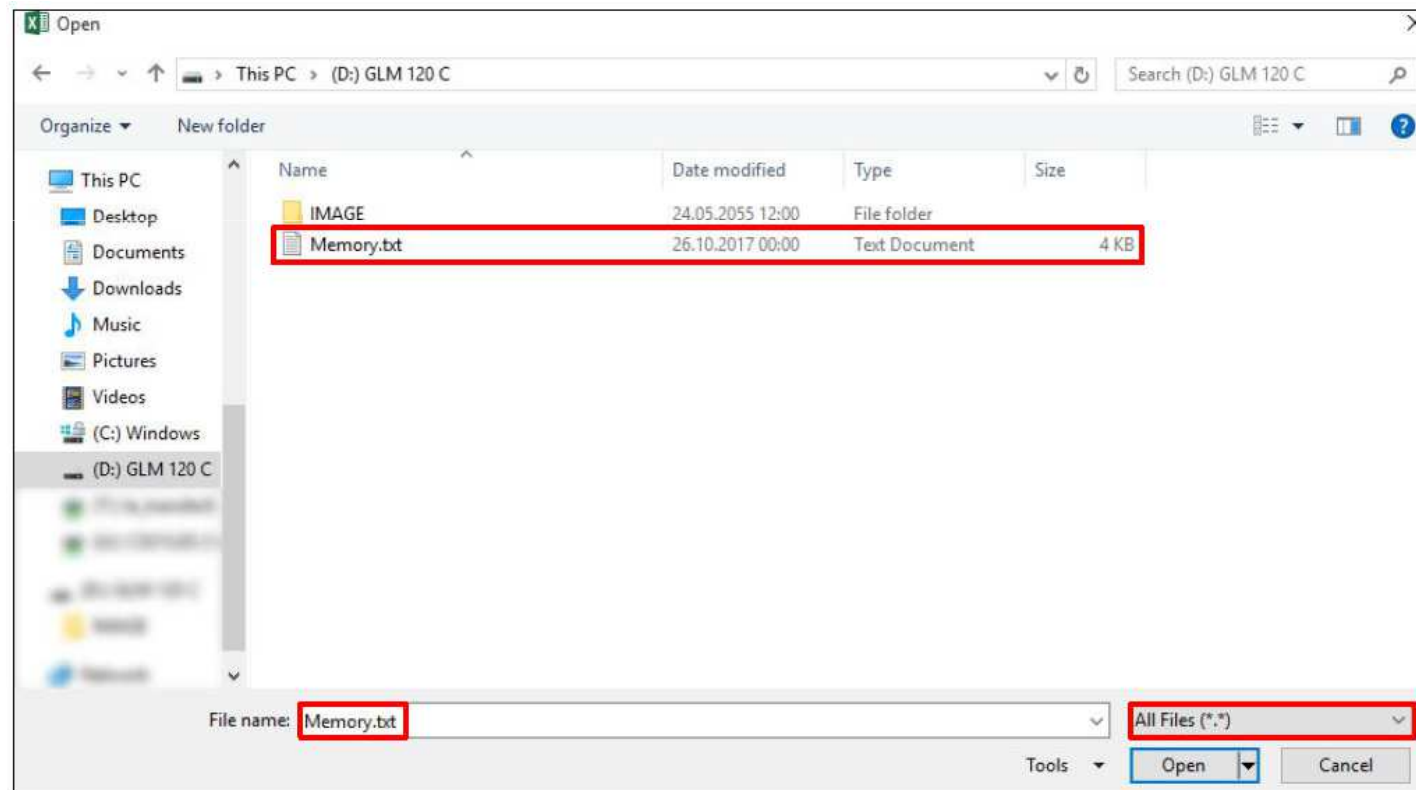 Open
This PC > (D:) GLM 120 C
Search (D:) GLM 120 C
Organize New folder
Name Date modified Type Size
IMAGE 24.05.2055 12:00 File folder
Memory.txt 26.10.2017 00:00 Text Document 4 KB
This PC
Desktop
Documents
Downloads
Music
Pictures
Videos
(C:) Windows
(D:) GLM 120 C
File name: Memory.txt All Files (*.*)
Tools Open Cancel